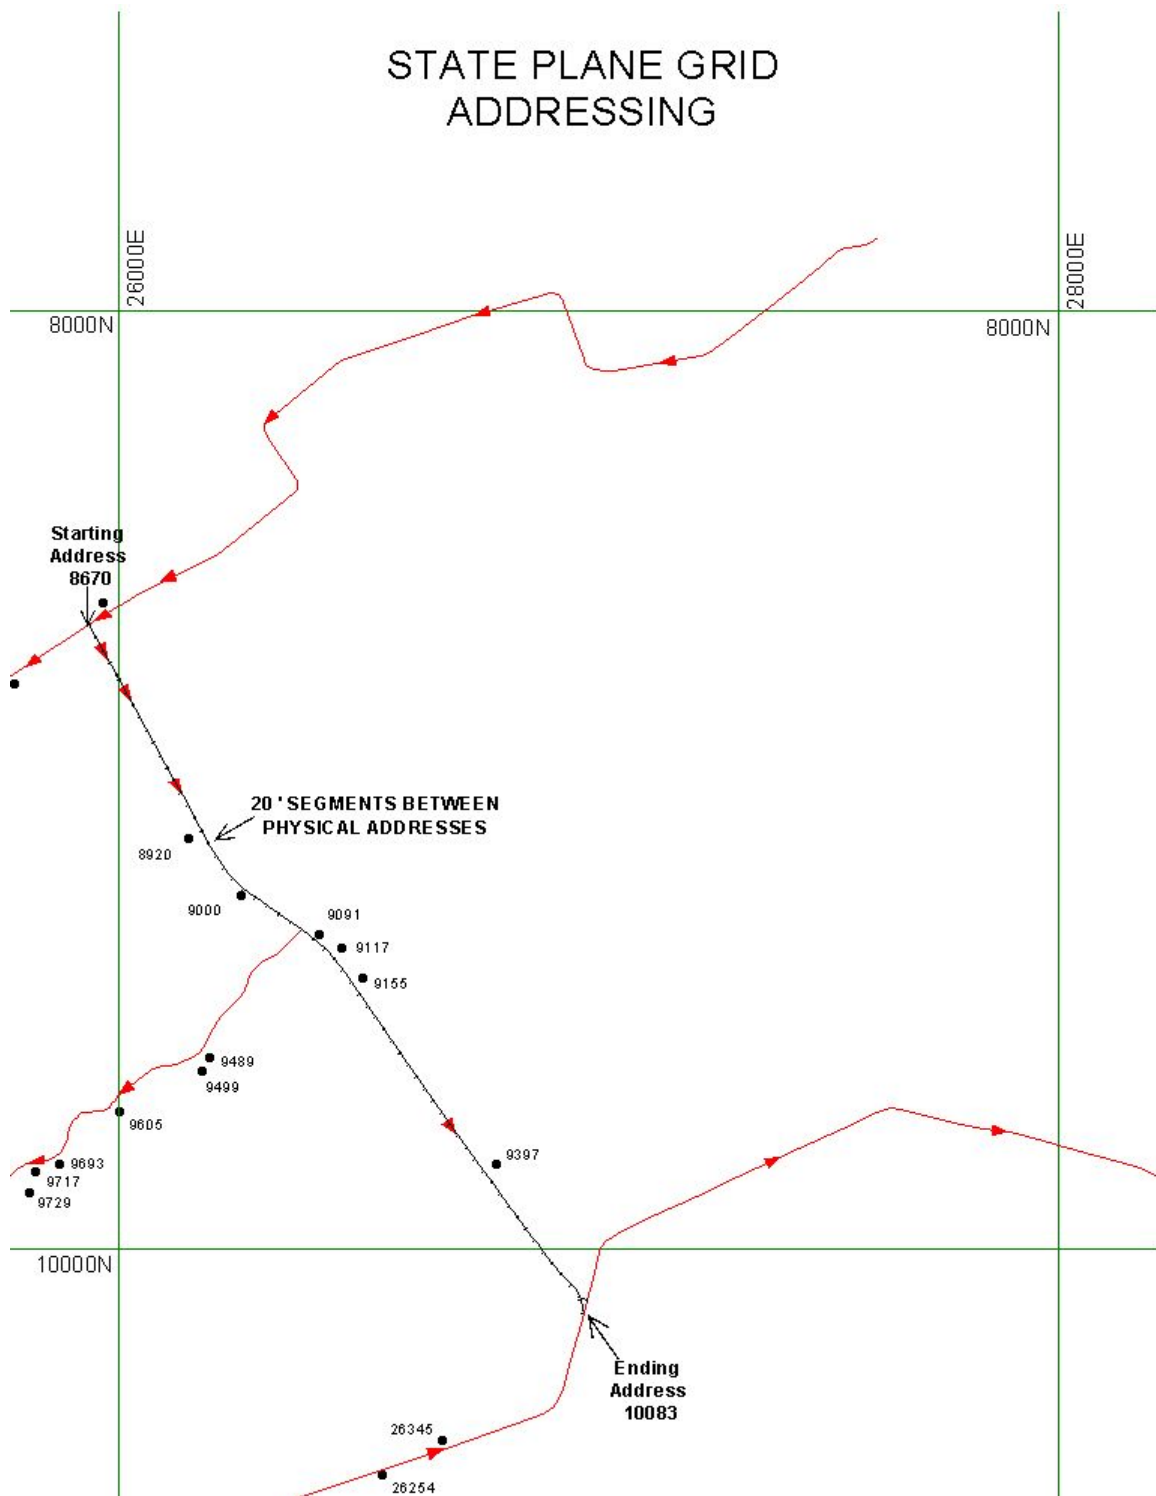 STATE PLANE GRID
ADDRESSING
26000E
28000E
8000N
8000N
Starting
Address
8670
20 ' SEGMENTS BETWEEN
PHYSICAL ADDRESSES
8920
9000
9091
9117
9155
9489
9499
9605
9693
9717
9729
9397
10000N
Ending
Address
10083
26345
26254